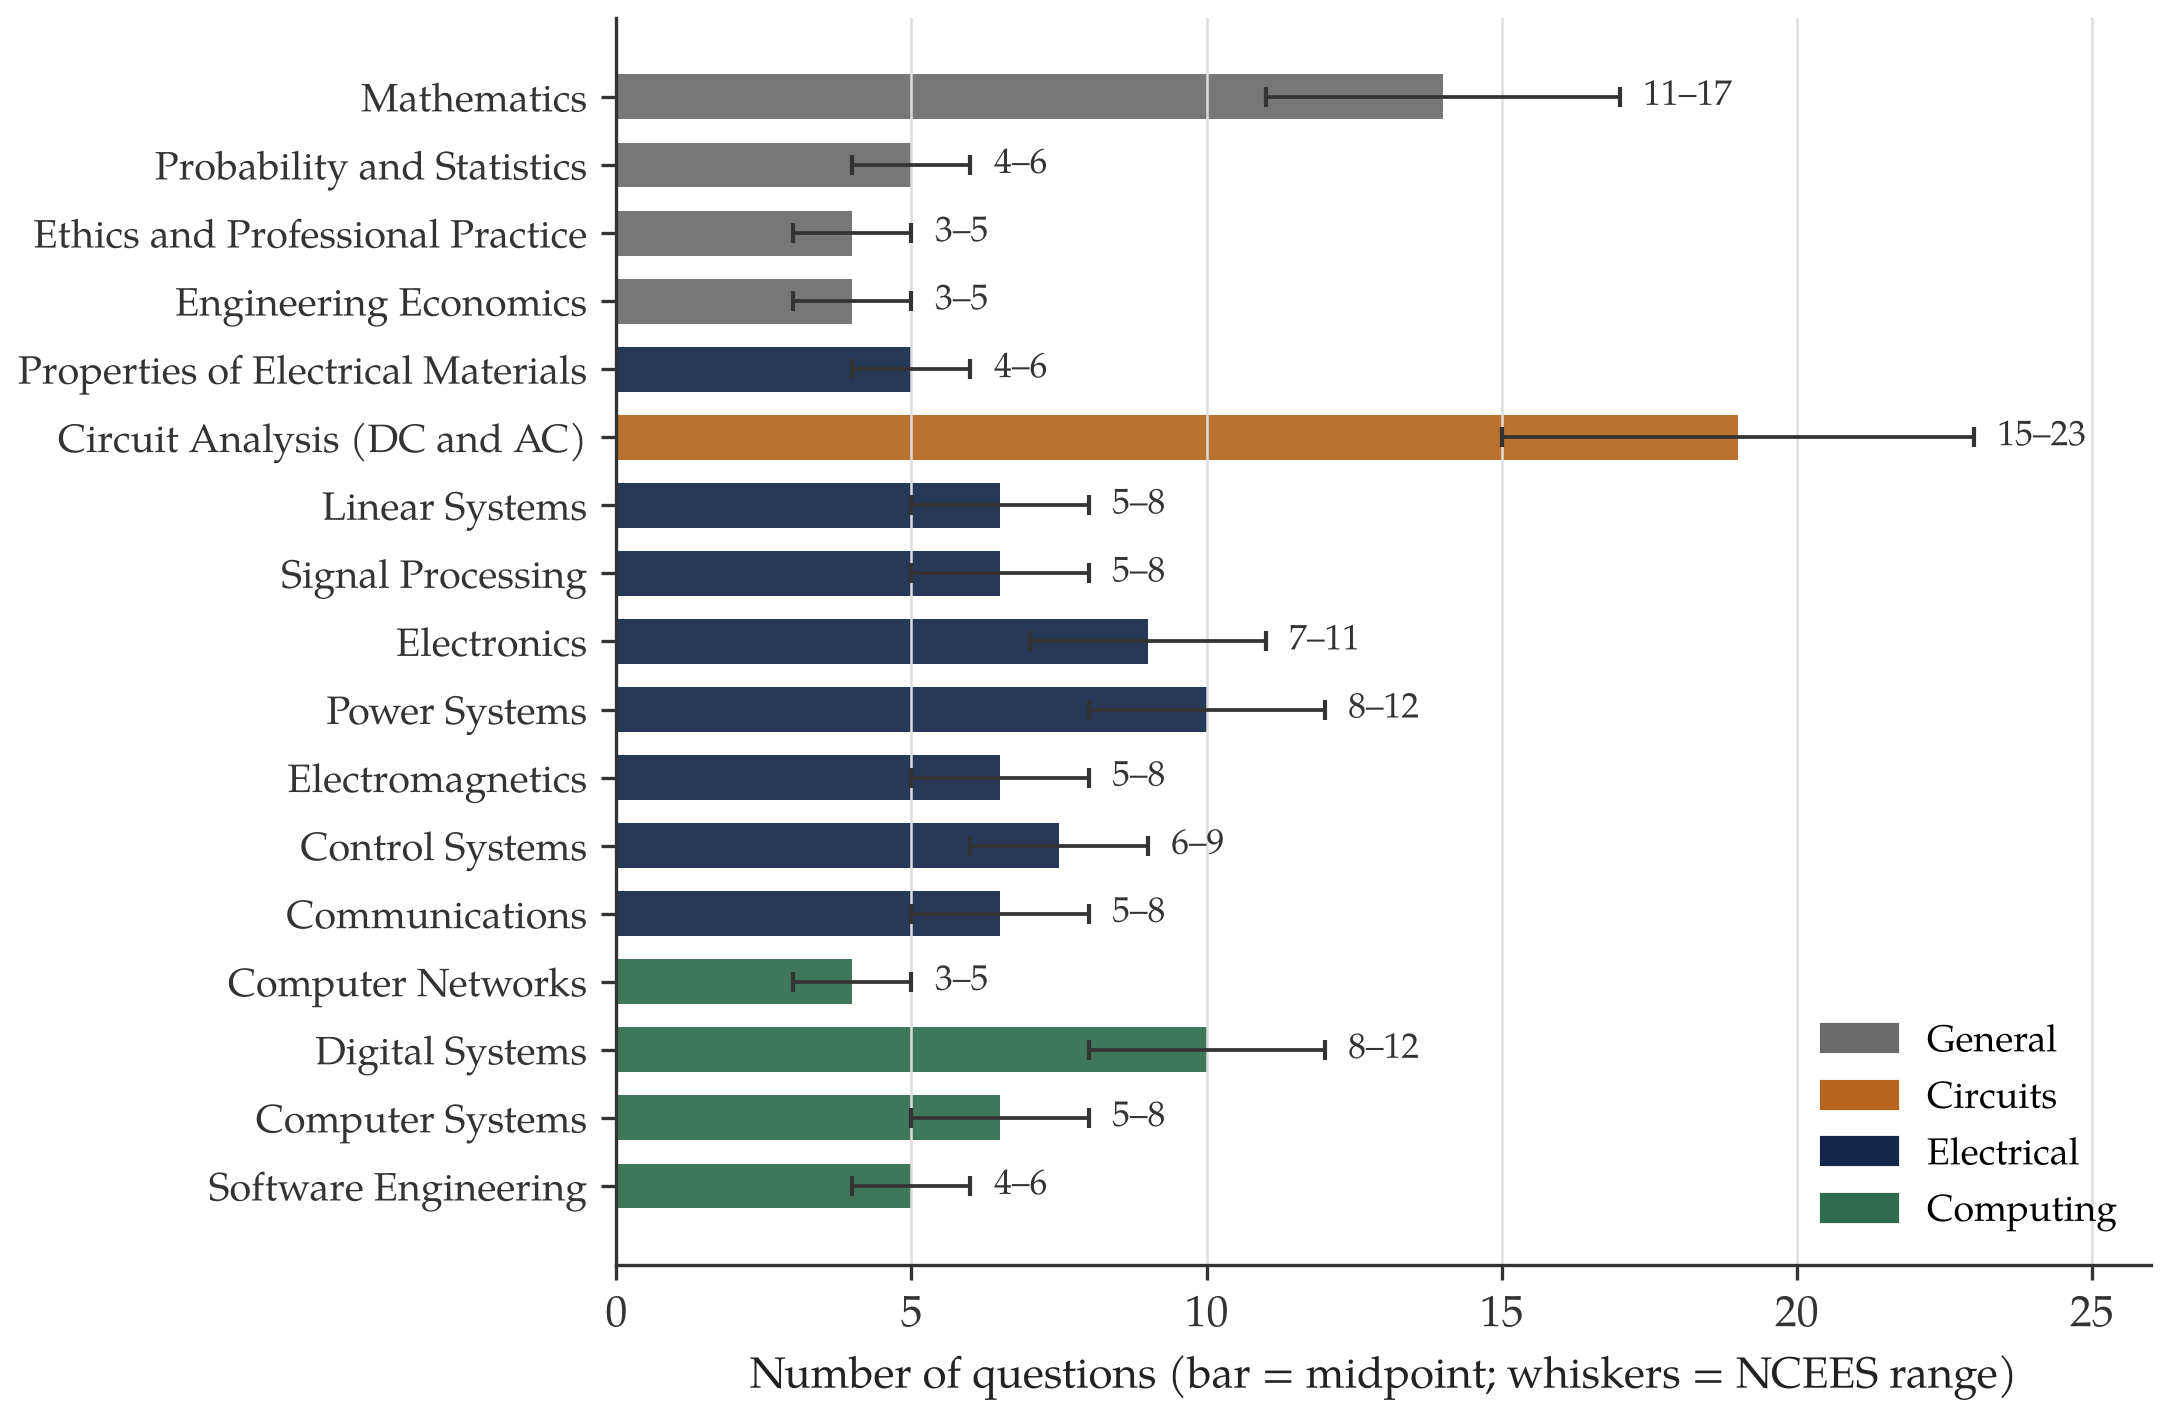 Mathematics 11–17
Probability and Statistics 4–6
Ethics and Professional Practice 3–5
Engineering Economics 3–5
Properties of Electrical Materials 4–6
Circuit Analysis (DC and AC) 15–23
Linear Systems 5–8
Signal Processing 5–8
Electronics 7–11
Power Systems 8–12
Electromagnetics 5–8
Control Systems 6–9
Communications 5–8
Computer Networks 3–5
Digital Systems 8–12
Computer Systems 5–8
Software Engineering 4–6
General
Circuits
Electrical
Computing
0 5 10 15 20 25
Number of questions (bar = midpoint; whiskers = NCEES range)